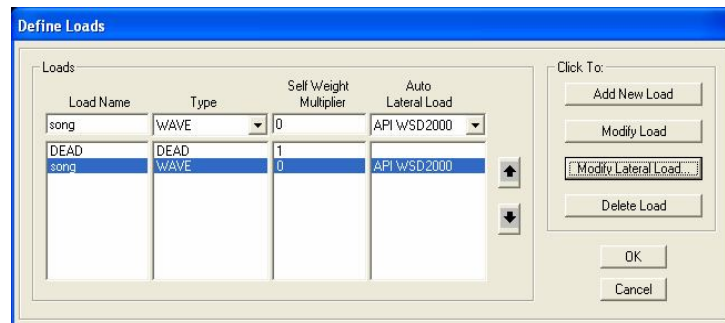 Define Loads
Loads
Click To:
Load Name Type Self Weight Multiplier Auto Lateral Load
song WAVE 0 API WSD2000
DEAD DEAD 1
song WAVE 0 API WSD2000
Add New Load
Modify Load
Modify Lateral Load...
Delete Load
OK
Cancel